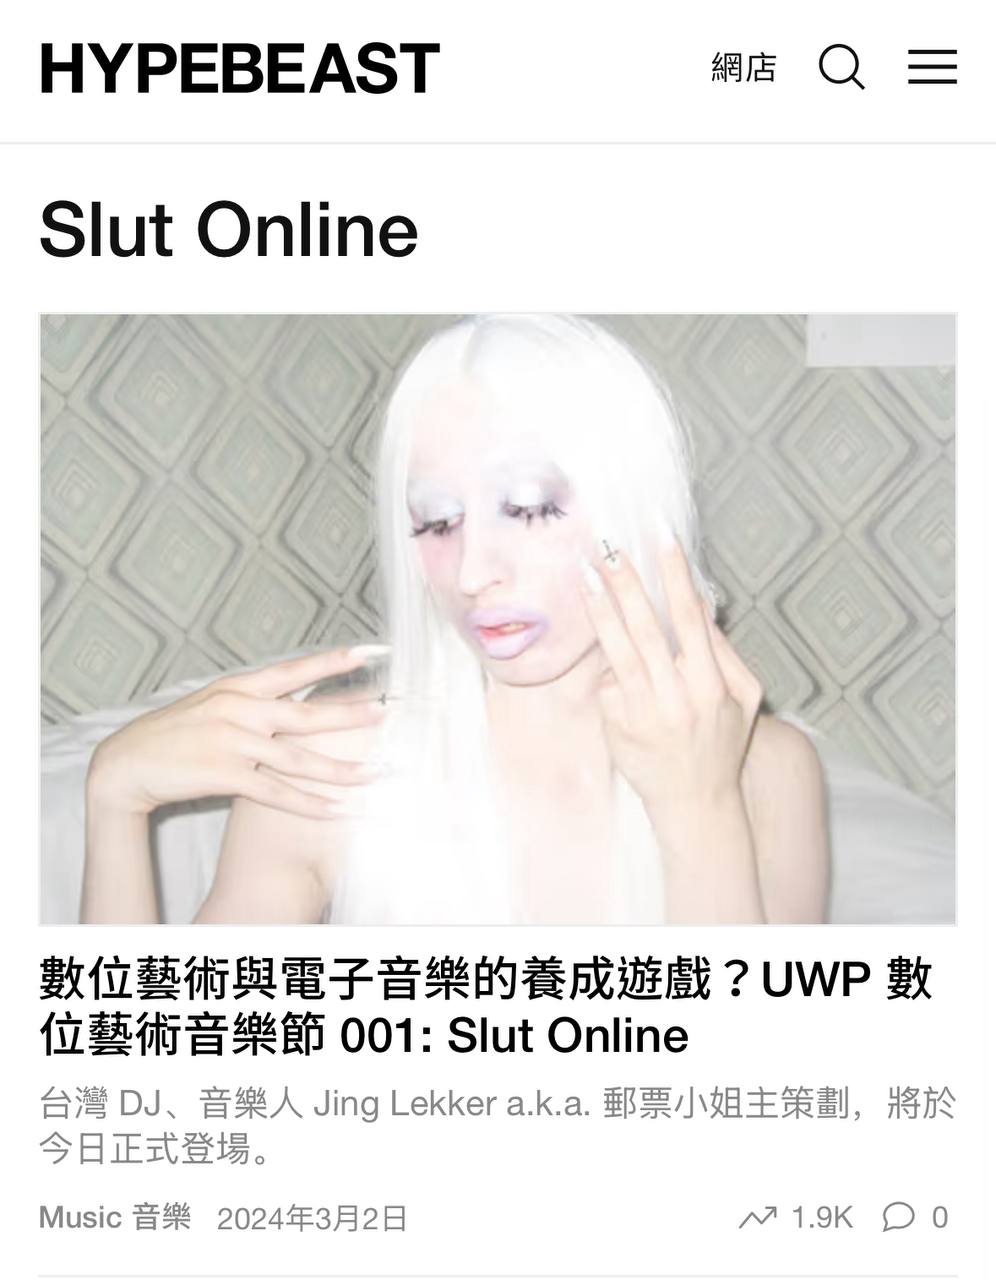 HYPEBEAST
網店
Slut Online
數位藝術與電子音樂的養成遊戲？UWP 數
位藝術音樂節 001: Slut Online
台灣 DJ、音樂人 Jing Lekker a.k.a. 郵票小姐主策劃，將於
今日正式登場。
Music 音樂 2024年3月2日 1.9K 0